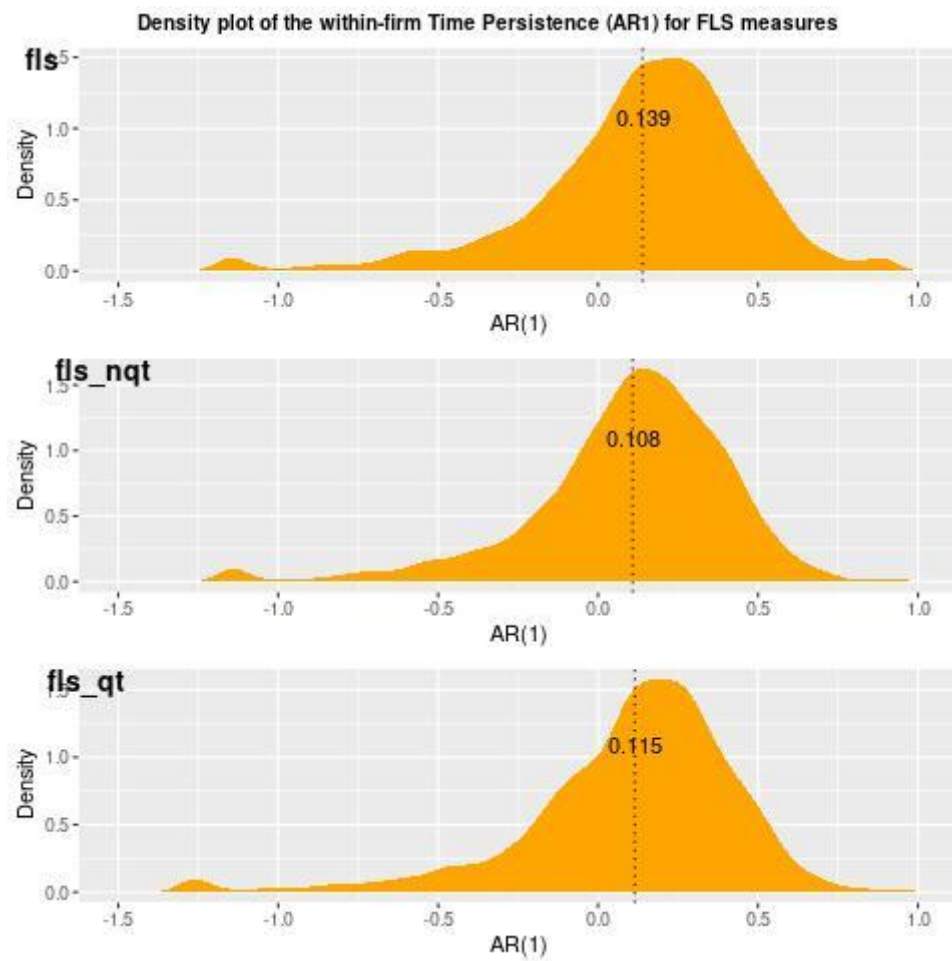 Density plot of the within-firm Time Persistence (AR1) for FLS measures
fls
1.5
Density
1.0
0.139
0.5
0.0
-1.5 -1.0 -0.5 0.0 0.5 1.0
AR(1)
fls_nqt
1.5
Density
1.0
0.108
0.5
0.0
-1.5 -1.0 -0.5 0.0 0.5 1.0
AR(1)
fls_qt
1.5
Density
1.0
0.115
0.5
0.0
-1.5 -1.0 -0.5 0.0 0.5 1.0
AR(1)